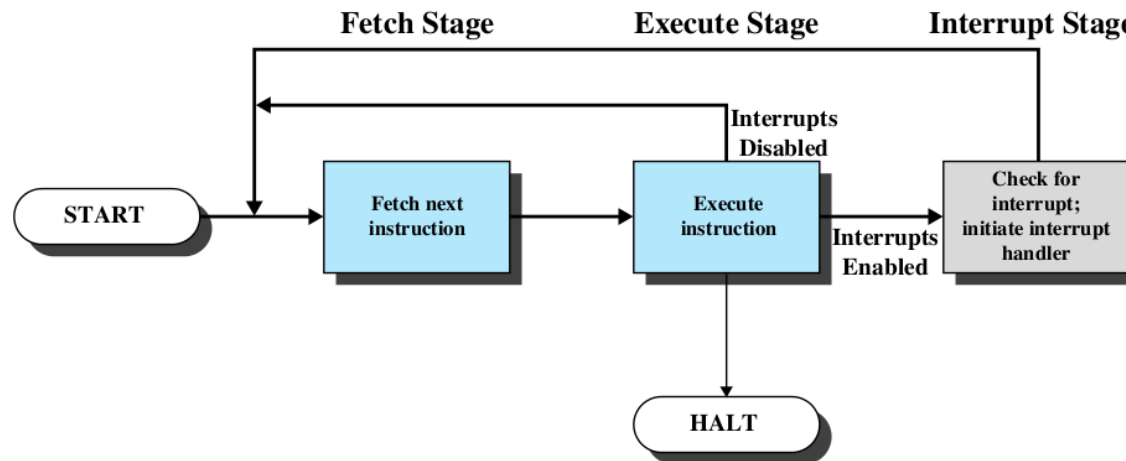 Fetch Stage
Execute Stage
Interrupt Stage
Interrupts
Disabled
START
Fetch next
instruction
Execute
instruction
Interrupts
Enabled
Check for
interrupt;
initiate interrupt
handler
HALT